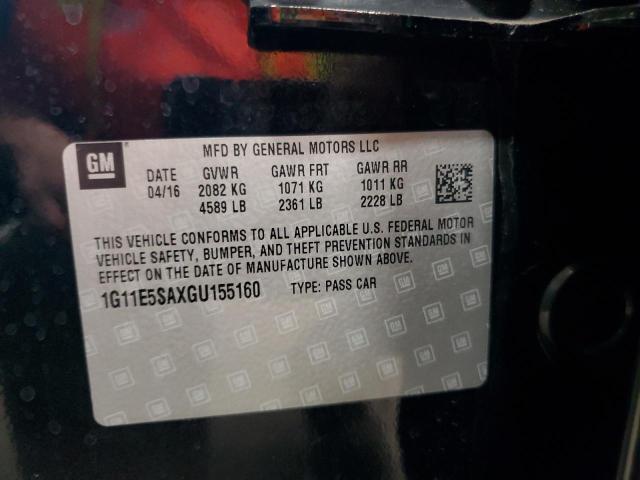 GM
MFD BY GENERAL MOTORS LLC
DATE GVWR GAWR FRT GAWR RR
04/16 2082 KG 1071 KG 1011 KG
4589 LB 2361 LB 2228 LB
THIS VEHICLE CONFORMS TO ALL APPLICABLE U.S. FEDERAL MOTOR
VEHICLE SAFETY, BUMPER, AND THEFT PREVENTION STANDARDS IN
EFFECT ON THE DATE OF MANUFACTURE SHOWN ABOVE.
1G11E5SAXGU155160 TYPE: PASS CAR